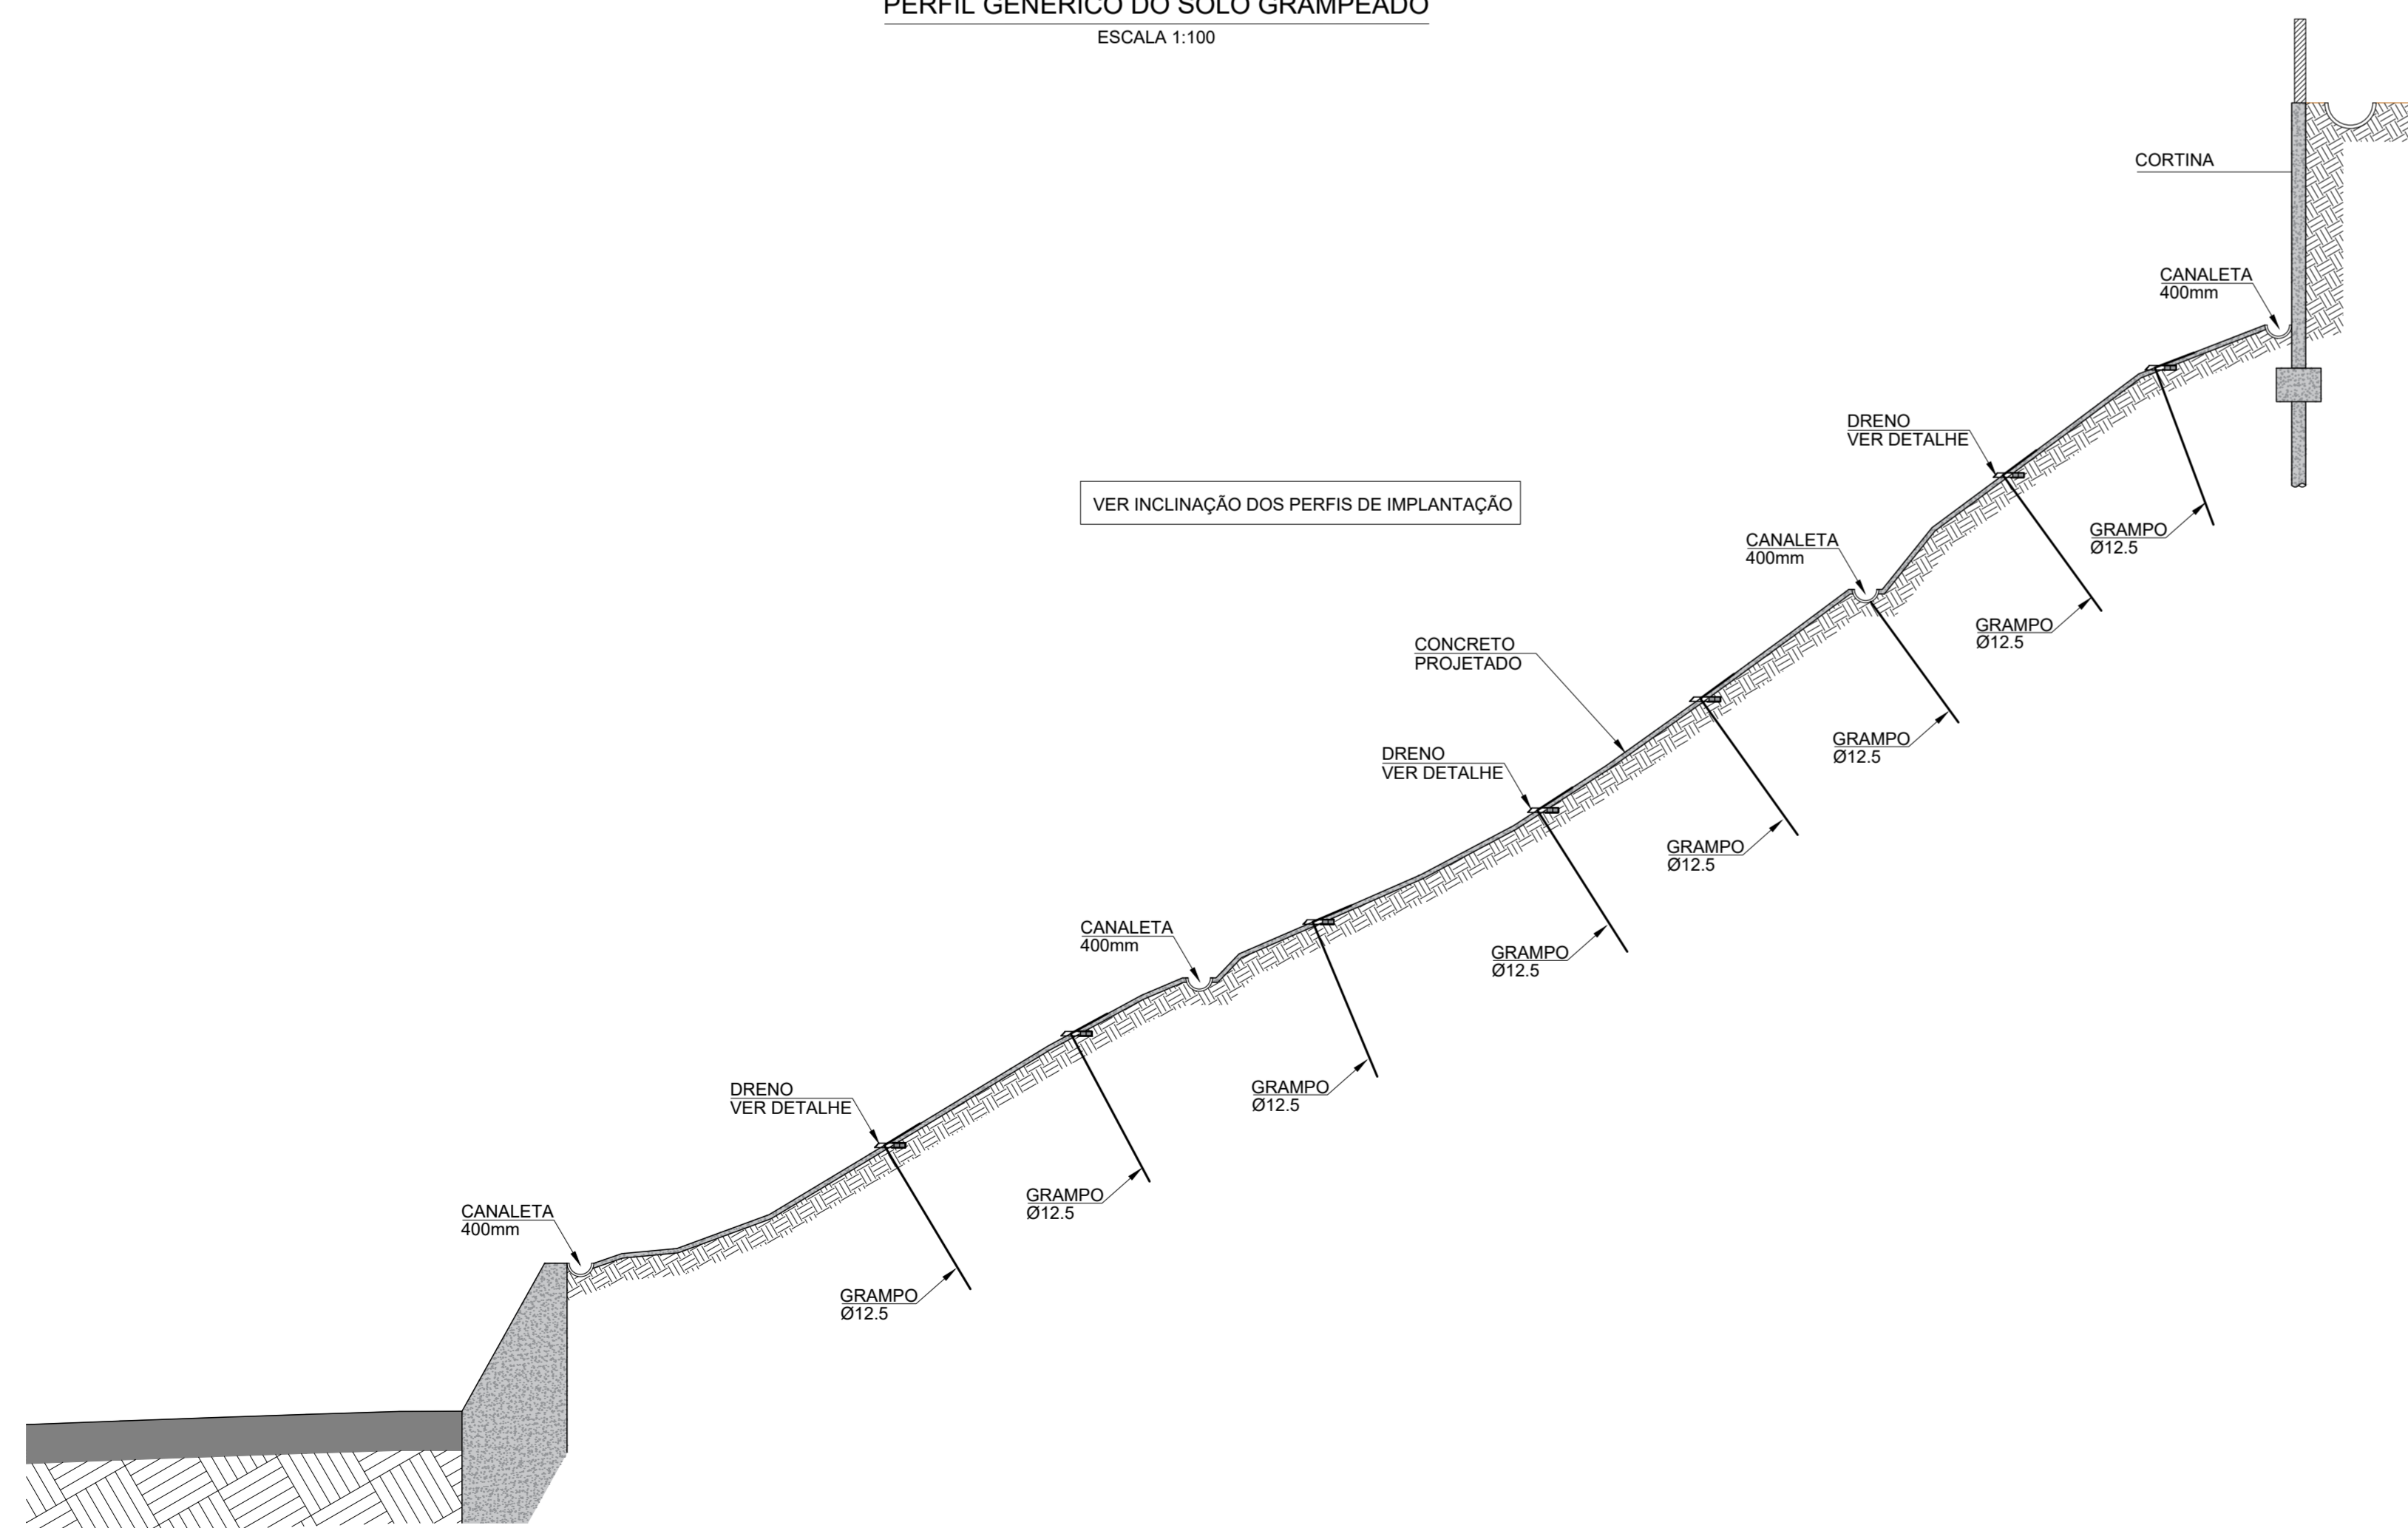 PERFIL GENÉRICO DO SOLO GRAMPEADO
ESCALA 1:100
CORTINA
CANALETA
400mm
DRENO
VER DETALHE
VER INCLINAÇÃO DOS PERFIS DE IMPLANTAÇÃO
GRAMPO
Ø12.5
CANALETA
400mm
GRAMPO
Ø12.5
CONCRETO
PROJETADO
GRAMPO
Ø12.5
DRENO
VER DETALHE
GRAMPO
Ø12.5
CANALETA
400mm
GRAMPO
Ø12.5
DRENO
VER DETALHE
GRAMPO
Ø12.5
GRAMPO
Ø12.5
CANALETA
400mm
GRAMPO
Ø12.5